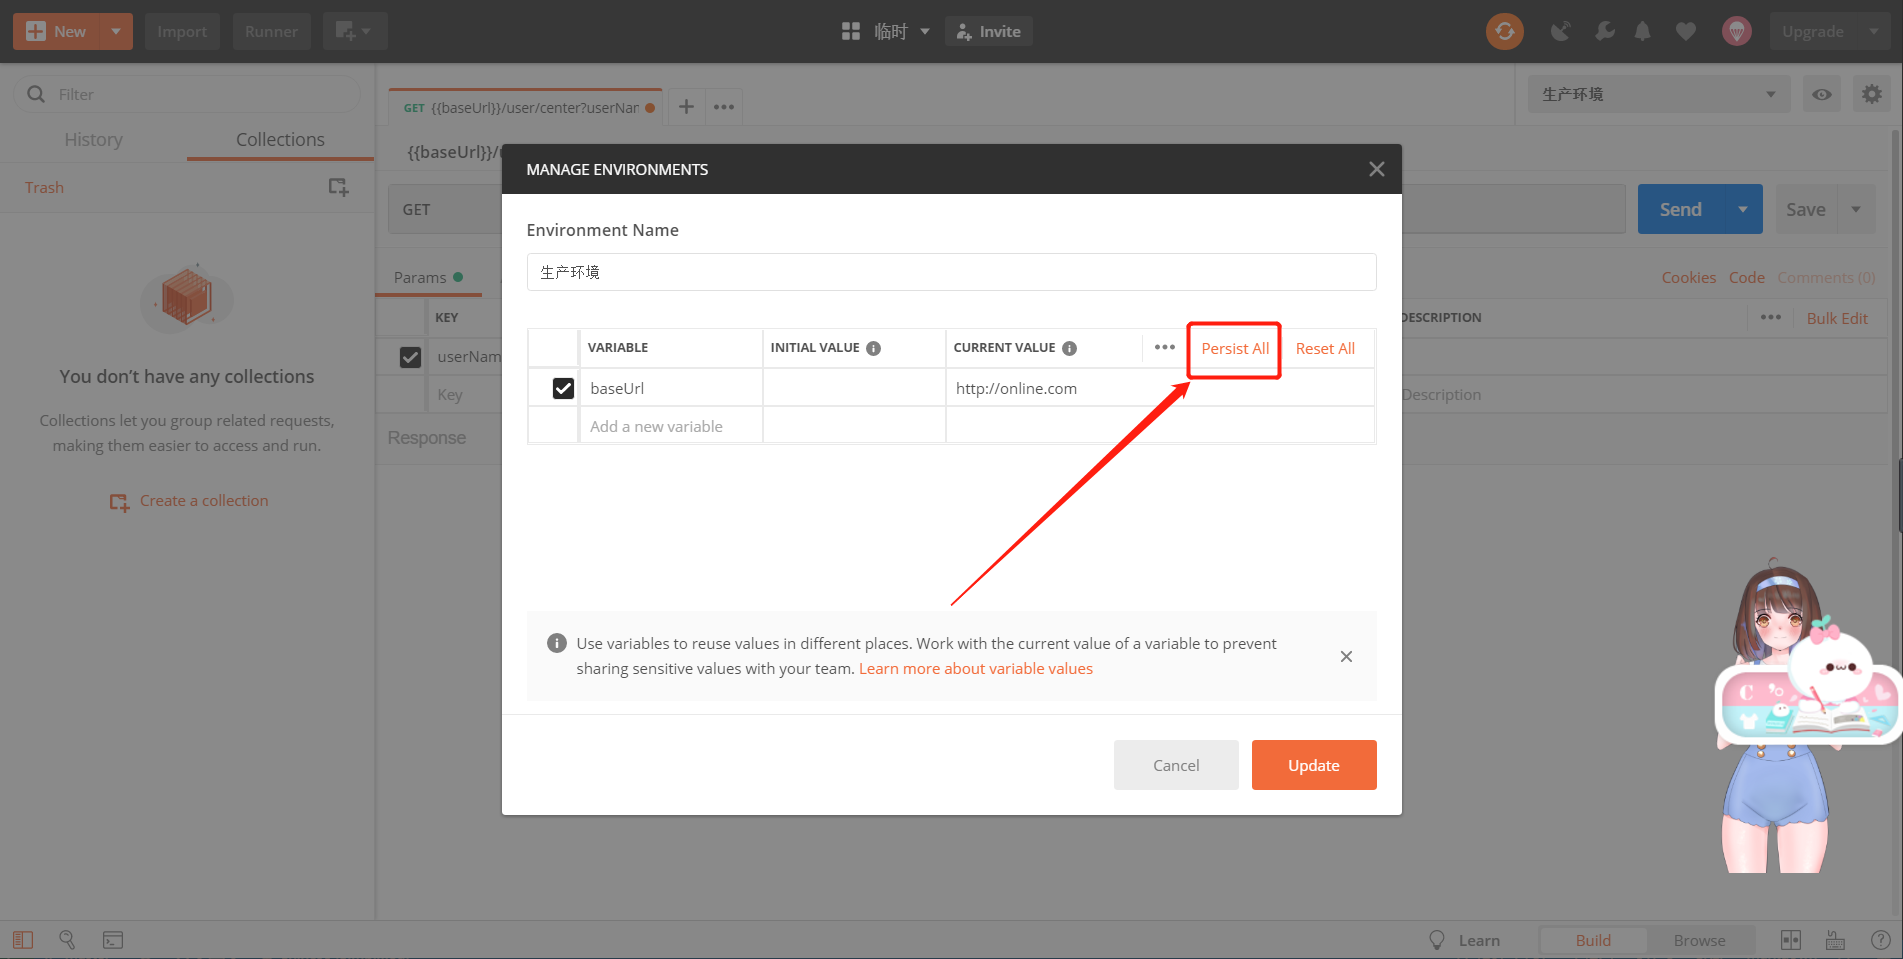 New
Import
Runner
临时
Invite
Upgrade
Filter
GET {{baseUrl}}/user/center?userNar
生产环境
History
Collections
{{baseUrl}}/u
MANAGE ENVIRONMENTS
Trash
GET
Send
Save
Environment Name
生产环境
Params
Cookies
Code
Comments (0)
KEY
DESCRIPTION
Bulk Edit
VARIABLE
INITIAL VALUE
CURRENT VALUE
Persist All
Reset All
userNam
baseUrl
http://online.com
You don't have any collections
Key
Description
Collections let you group related requests,
making them easier to access and run.
Add a new variable
Response
Create a collection
Use variables to reuse values in different places. Work with the current value of a variable to prevent
sharing sensitive values with your team. Learn more about variable values
Cancel
Update
Learn
Build
Browse